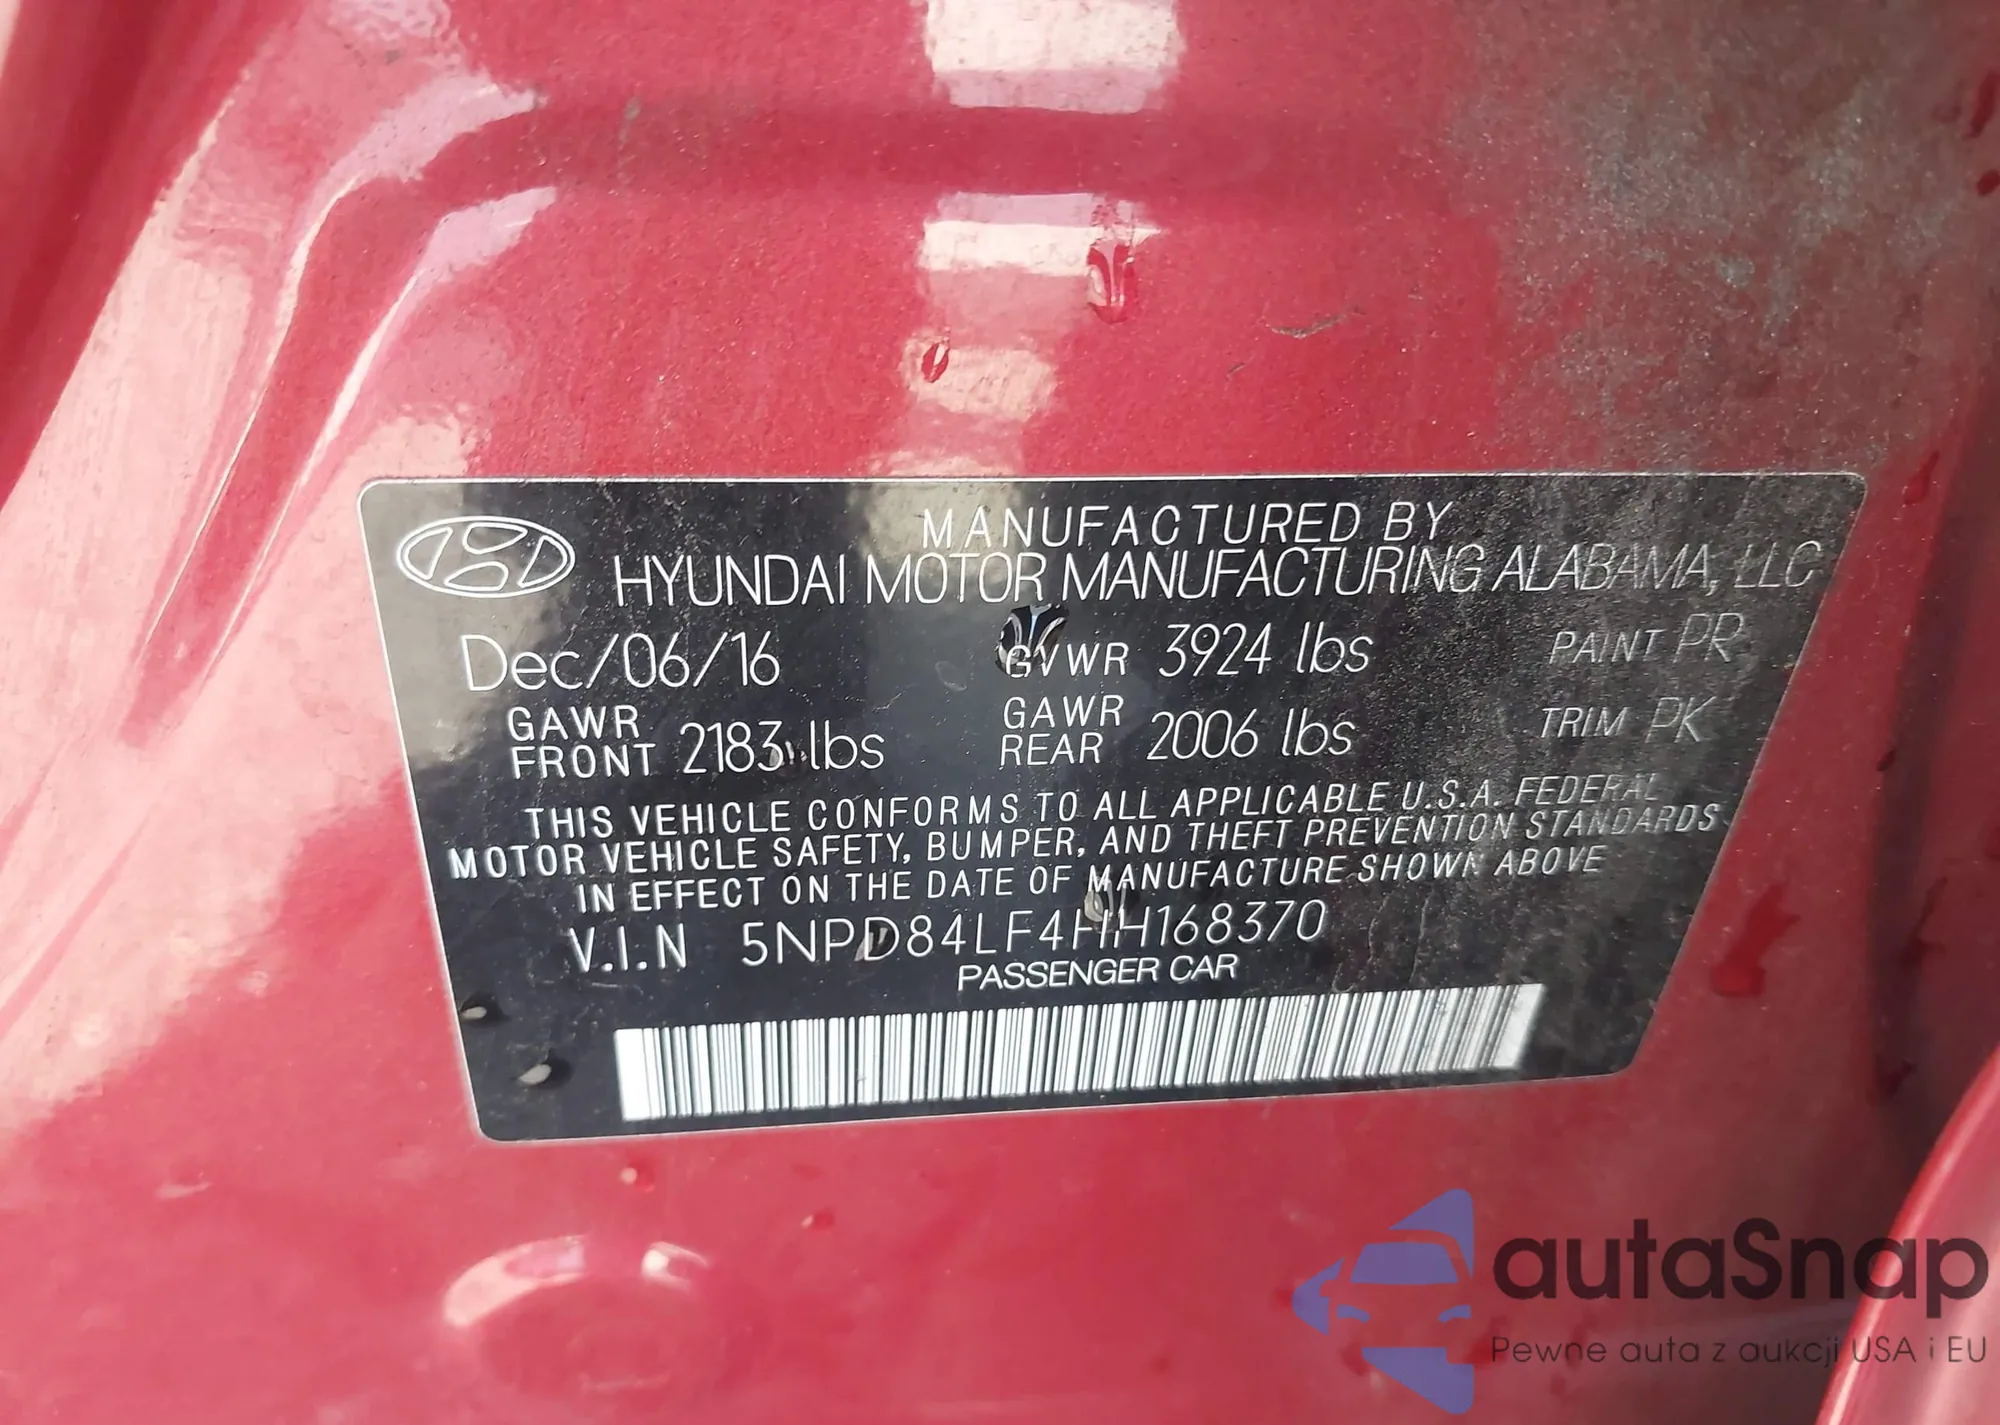 MANUFACTURED BY
HYUNDAI MOTOR MANUFACTURING ALABAMA, LLC
Dec/06/16 GVWR 3924 lbs PAINT PR
GAWR FRONT 2183 lbs GAWR REAR 2006 lbs TRIM PK
THIS VEHICLE CONFORMS TO ALL APPLICABLE U.S.A. FEDERAL
MOTOR VEHICLE SAFETY, BUMPER, AND THEFT PREVENTION STANDARDS
IN EFFECT ON THE DATE OF MANUFACTURE SHOWN ABOVE
V.I.N 5NPD84LF4HH168370
PASSENGER CAR
autaSnap
Pewne auta z aukcji USA i EU